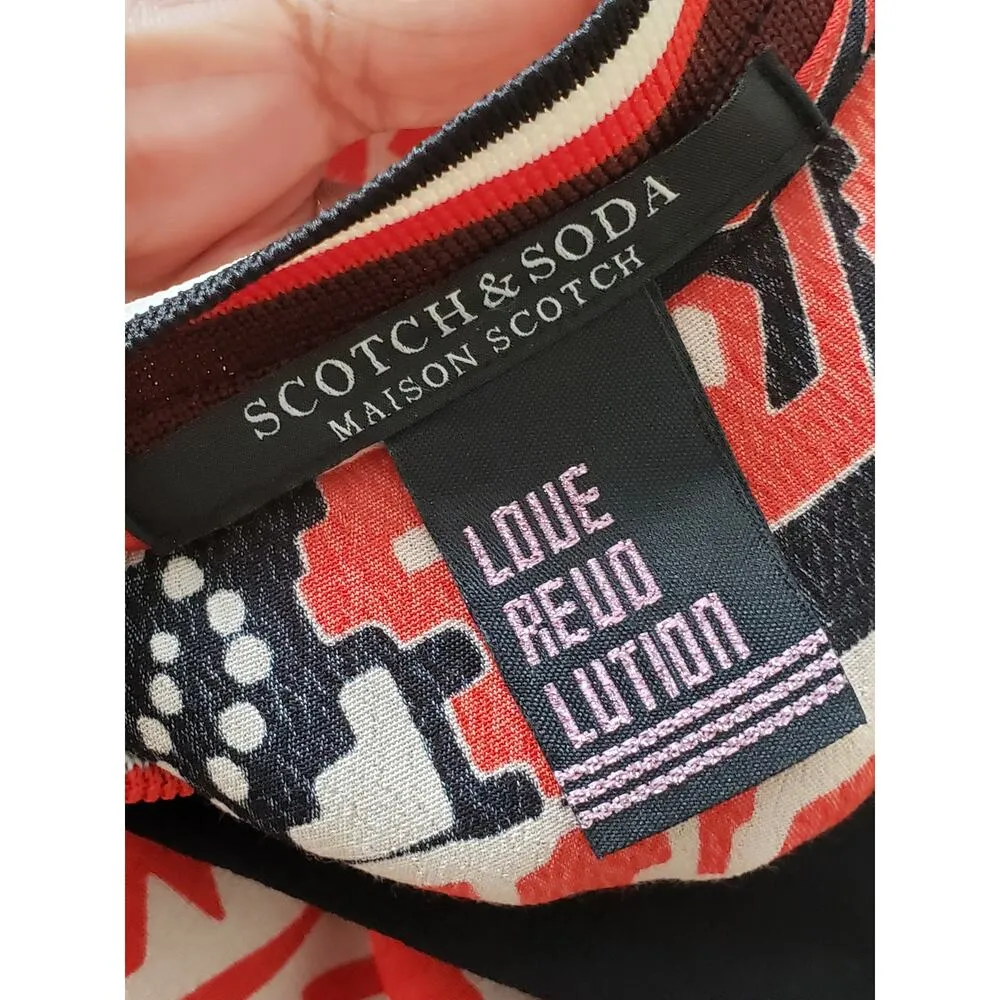 SCOTCH & SODA
MAISON SCOTCH
LOVE
REVO
LUTION